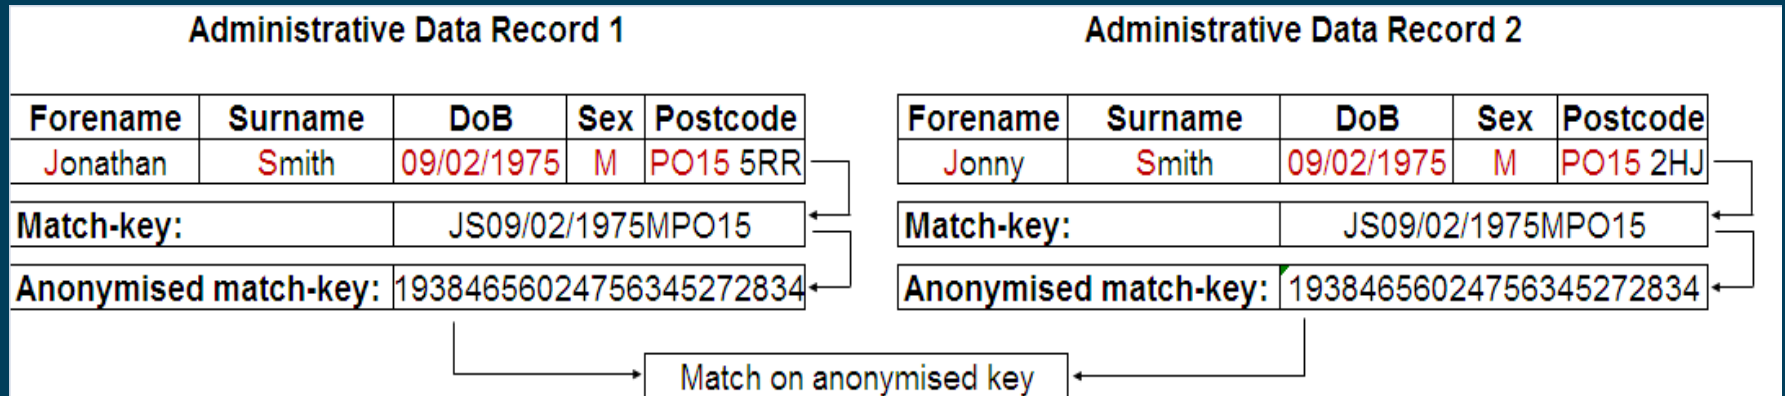 Administrative Data Record 1
Administrative Data Record 2
Forename Surname DoB Sex Postcode
Jonathan Smith 09/02/1975 M PO15 5RR
Match-key: JS09/02/1975MPO15
Anonymised match-key: 19384656024756345272834
Forename Surname DoB Sex Postcode
Jonny Smith 09/02/1975 M PO15 2HJ
Match-key: JS09/02/1975MPO15
Anonymised match-key: 19384656024756345272834
Match on anonymised key